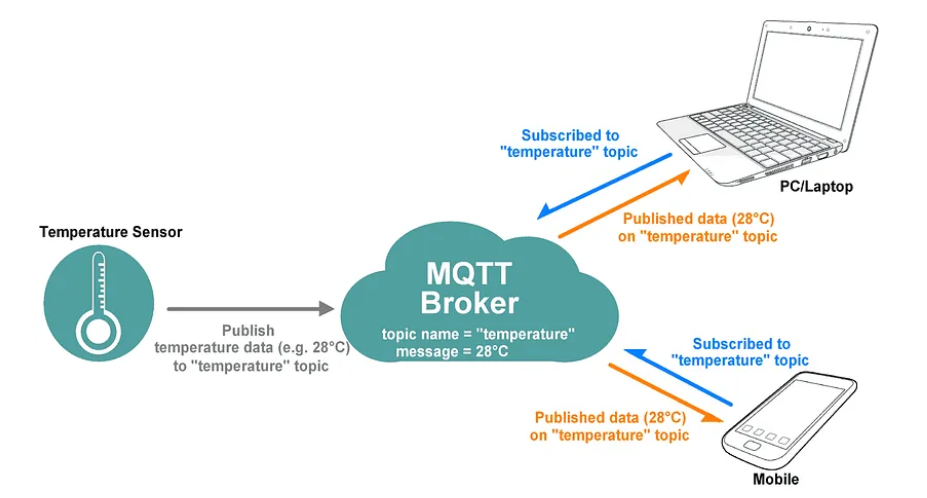 Subscribed to
"temperature" topic
PC/Laptop
Published data (28°C)
on "temperature" topic
Temperature Sensor
MQTT
Broker
topic name = "temperature"
message = 28°C
Publish
temperature data (e.g. 28°C)
to "temperature" topic
Subscribed to
"temperature" topic
Published data (28°C)
on "temperature" topic
Mobile